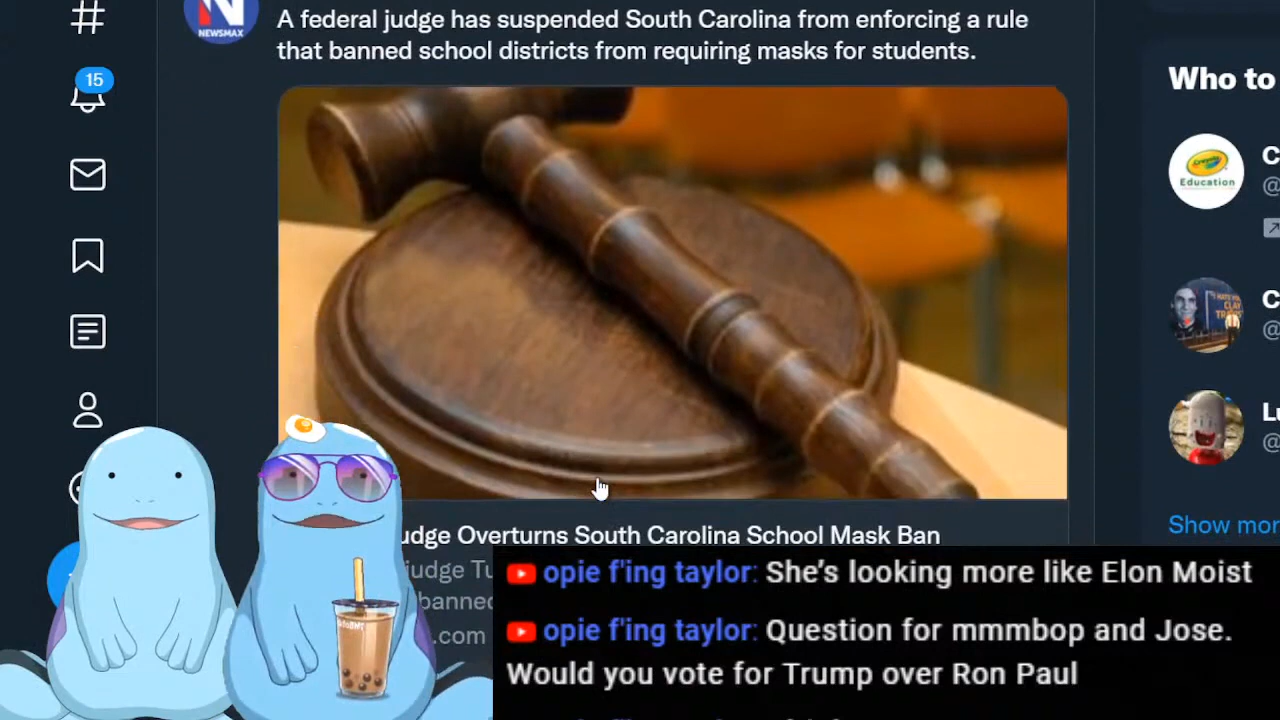 15
NEWSMAX
A federal judge has suspended South Carolina from enforcing a rule
that banned school districts from requiring masks for students.
Who to
Crayola
Education
C
@
C
@
Lu
@
Show mor
udge Overturns South Carolina School Mask Ban
judge Tu
banned
.com
opie f'ing taylor: She's looking more like Elon Moist
opie f'ing taylor: Question for mmmbop and Jose.
Would you vote for Trump over Ron Paul